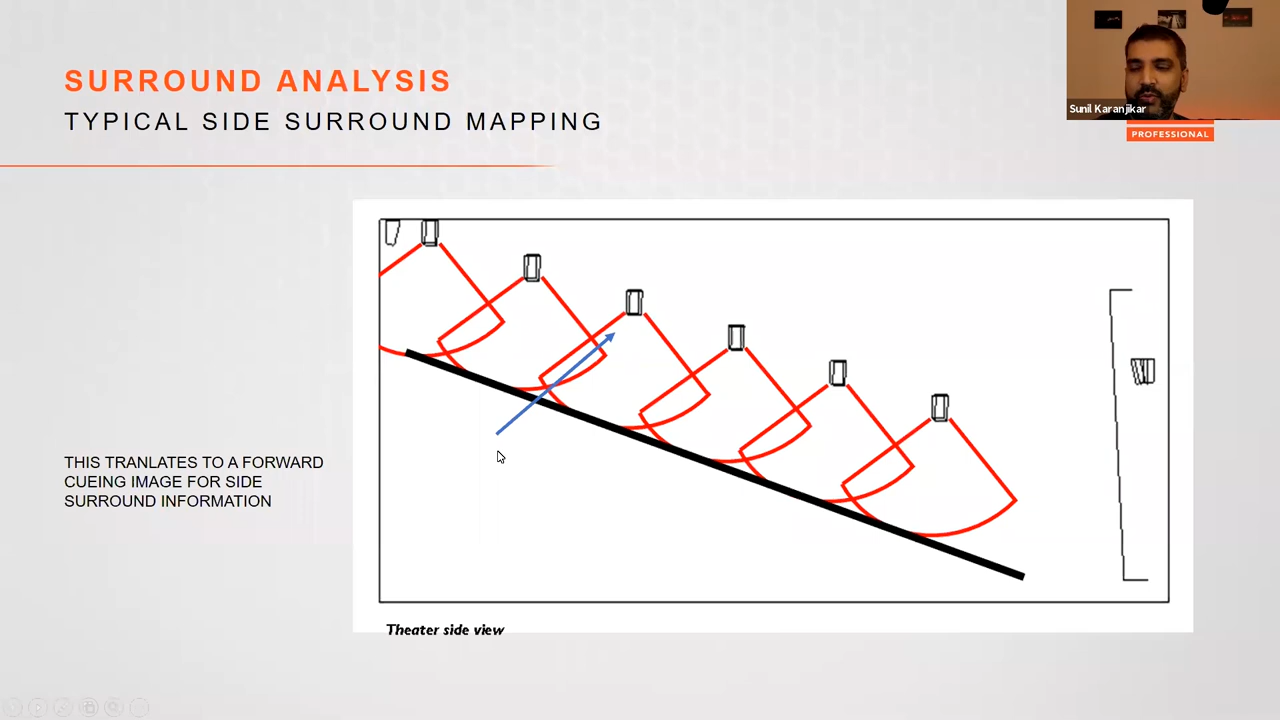 SURROUND ANALYSIS
TYPICAL SIDE SURROUND MAPPING
Sunil Karanjikar
PROFESSIONAL
THIS TRANLATES TO A FORWARD
CUEING IMAGE FOR SIDE
SURROUND INFORMATION
Theater side view